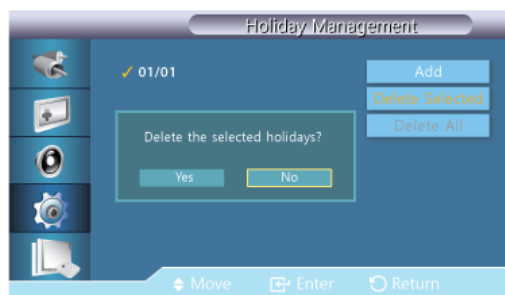 Holiday Management
✓ 01/01
Add
Delete Selected
Delete All
Delete the selected holidays?
Yes No
Move Enter Return